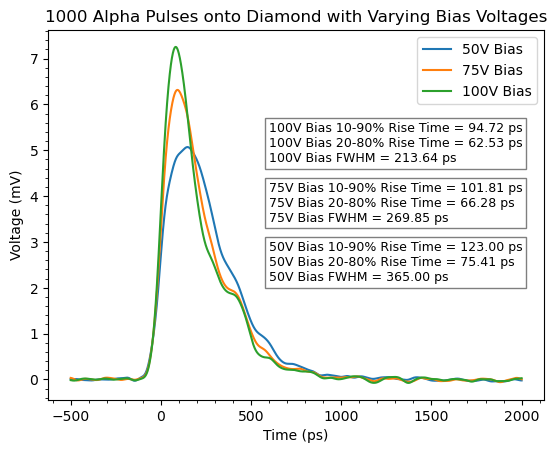 1000 Alpha Pulses onto Diamond with Varying Bias Voltages
50V Bias
75V Bias
100V Bias
100V Bias 10-90% Rise Time = 94.72 ps
100V Bias 20-80% Rise Time = 62.53 ps
100V Bias FWHM = 213.64 ps
75V Bias 10-90% Rise Time = 101.81 ps
75V Bias 20-80% Rise Time = 66.28 ps
75V Bias FWHM = 269.85 ps
50V Bias 10-90% Rise Time = 123.00 ps
50V Bias 20-80% Rise Time = 75.41 ps
50V Bias FWHM = 365.00 ps
Voltage (mV)
7
6
5
4
3
2
1
0
−500 0 500 1000 1500 2000
Time (ps)